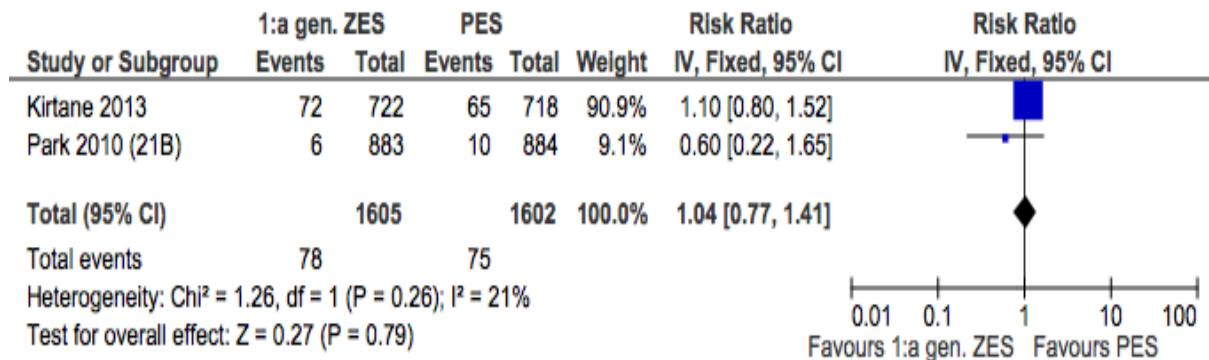 1:a gen. ZES PES Risk Ratio Risk Ratio
Study or Subgroup Events Total Events Total Weight IV, Fixed, 95% CI IV, Fixed, 95% CI
Kirtane 2013 72 722 65 718 90.9% 1.10 [0.80, 1.52]
Park 2010 (21B) 6 883 10 884 9.1% 0.60 [0.22, 1.65]
Total (95% CI) 1605 1602 100.0% 1.04 [0.77, 1.41]
Total events 78 75
Heterogeneity: Chi² = 1.26, df = 1 (P = 0.26); I² = 21%
Test for overall effect: Z = 0.27 (P = 0.79)
0.01 0.1 1 10 100
Favours 1:a gen. ZES Favours PES